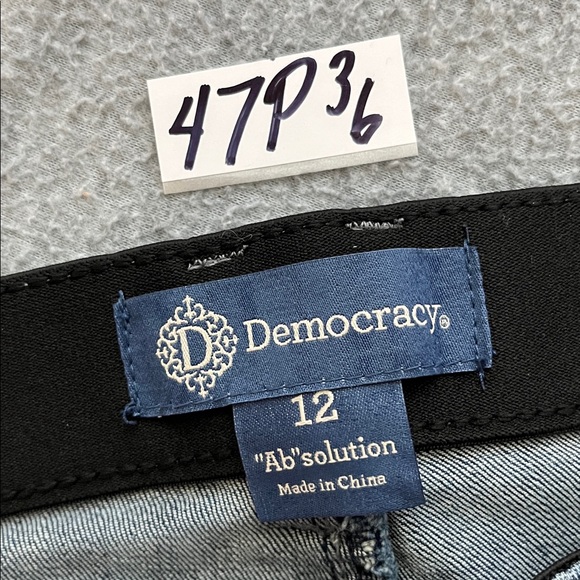 47P36
D Democracy®
12
"Ab"solution
Made in China